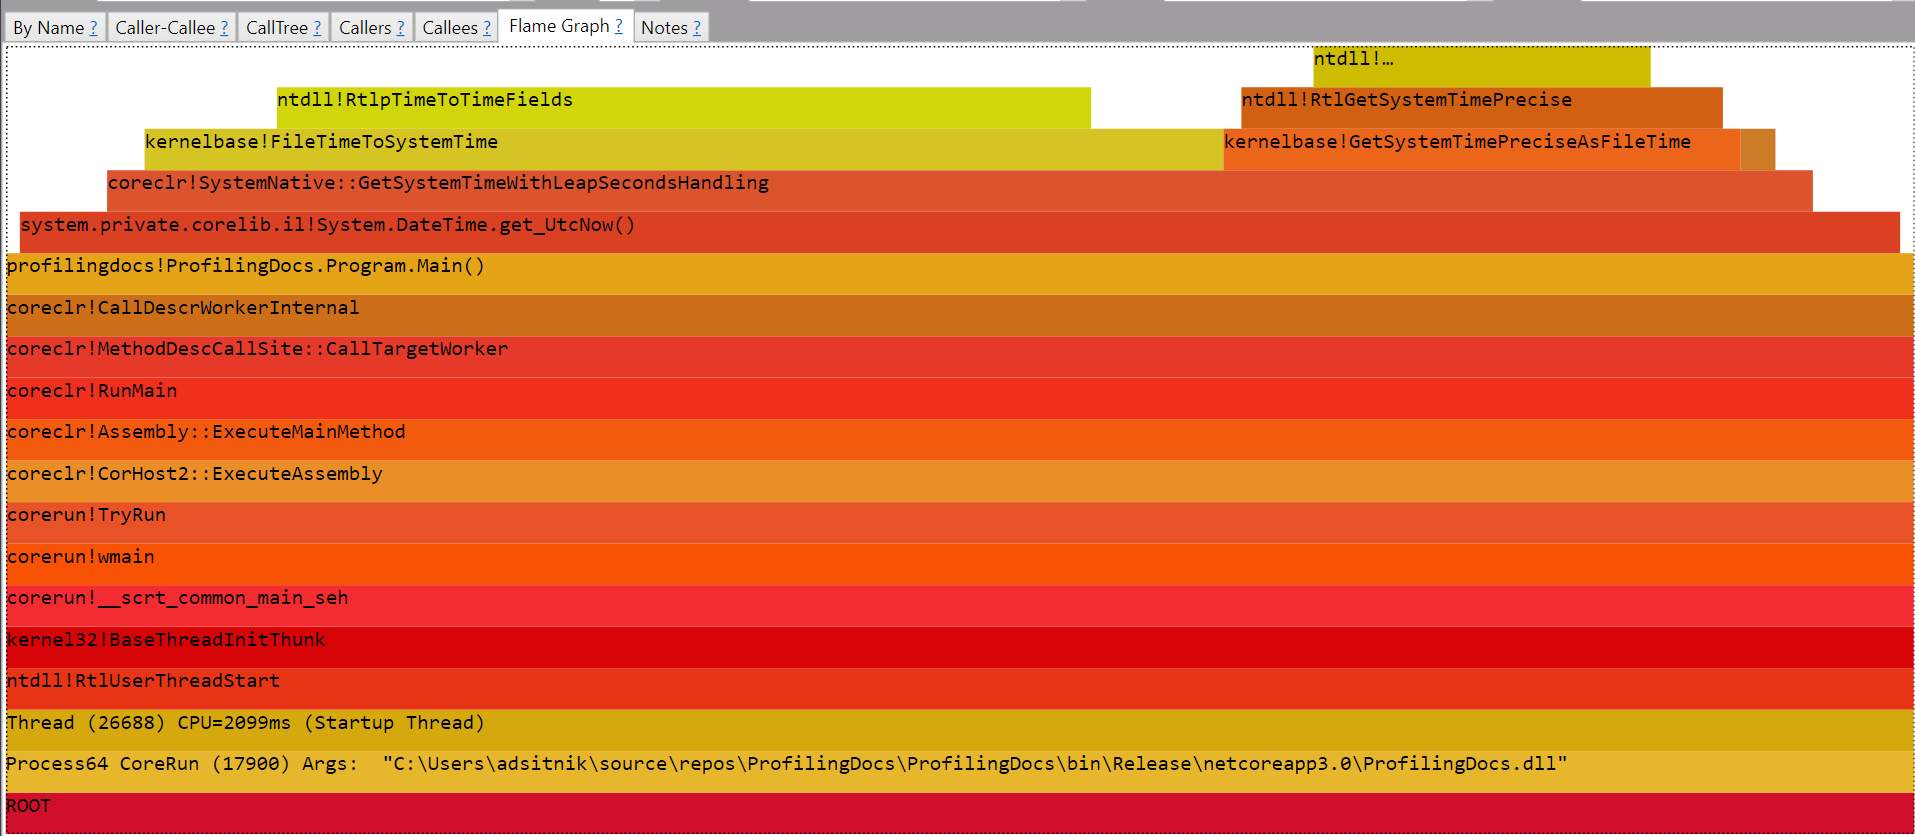 By Name ? Caller-Callee ? CallTree ? Callers ? Callees ? Flame Graph ? Notes ?
ntdll!…
ntdll!RtlpTimeToTimeFields ntdll!RtlGetSystemTimePrecise
kernelbase!FileTimeToSystemTime kernelbase!GetSystemTimePreciseAsFileTime
coreclr!SystemNative::GetSystemTimeWithLeapSecondsHandling
system.private.corelib.il!System.DateTime.get_UtcNow()
profilingdocs!ProfilingDocs.Program.Main()
coreclr!CallDescrWorkerInternal
coreclr!MethodDescCallSite::CallTargetWorker
coreclr!RunMain
coreclr!Assembly::ExecuteMainMethod
coreclr!CorHost2::ExecuteAssembly
corerun!TryRun
corerun!wmain
corerun!__scrt_common_main_seh
kernel32!BaseThreadInitThunk
ntdll!RtlUserThreadStart
Thread (26688) CPU=2099ms (Startup Thread)
Process64 CoreRun (17900) Args:  "C:\Users\adsitnik\source\repos\ProfilingDocs\ProfilingDocs\bin\Release\netcoreapp3.0\ProfilingDocs.dll"
ROOT